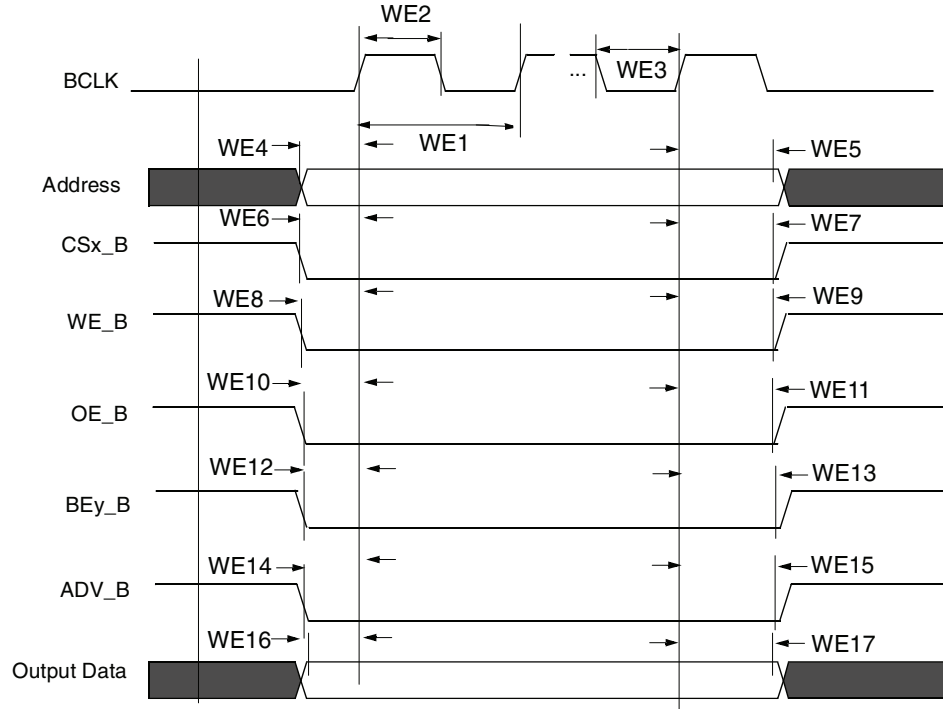 WE2
BCLK
...
WE3
WE1
WE4
WE5
Address
WE6
WE7
CSx_B
WE8
WE9
WE_B
WE10
WE11
OE_B
WE12
WE13
BEy_B
WE14
WE15
ADV_B
WE16
WE17
Output Data